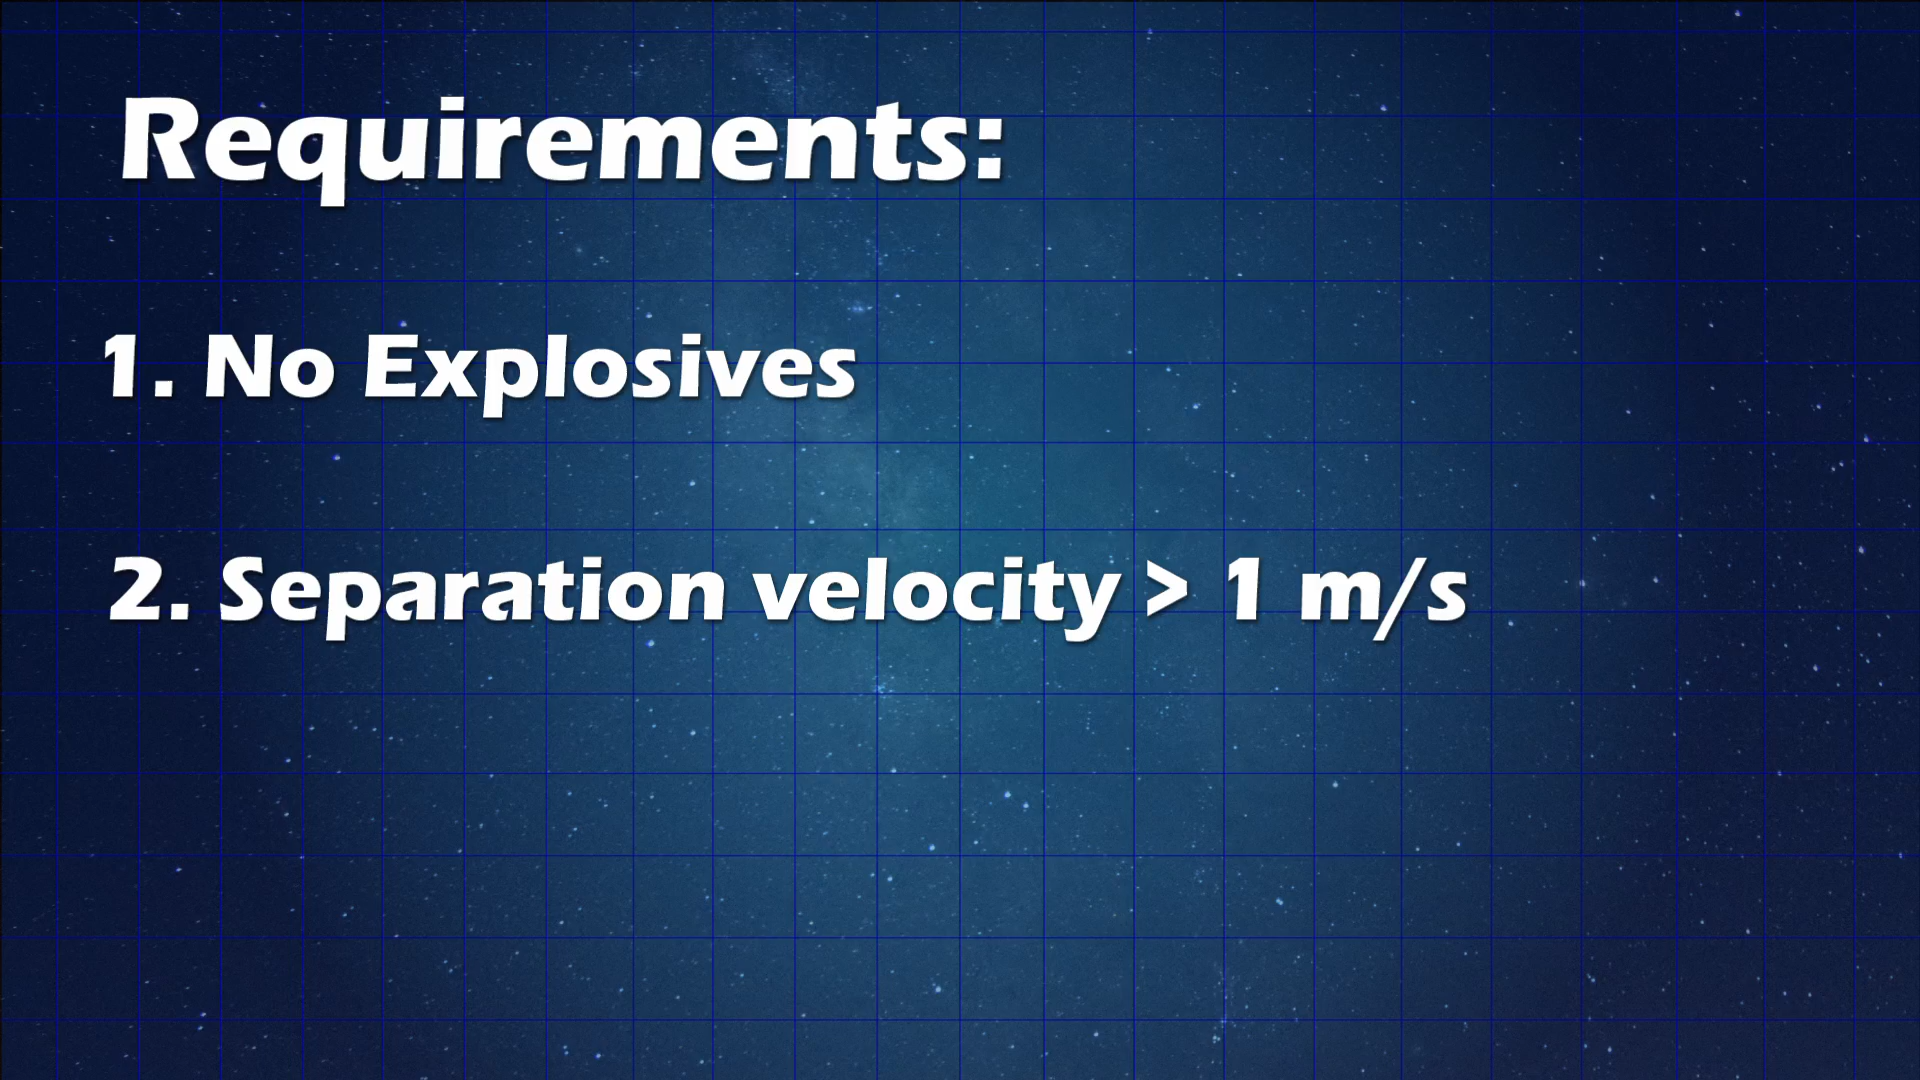 Requirements:
1. No Explosives
2. Separation velocity > 1 m/s